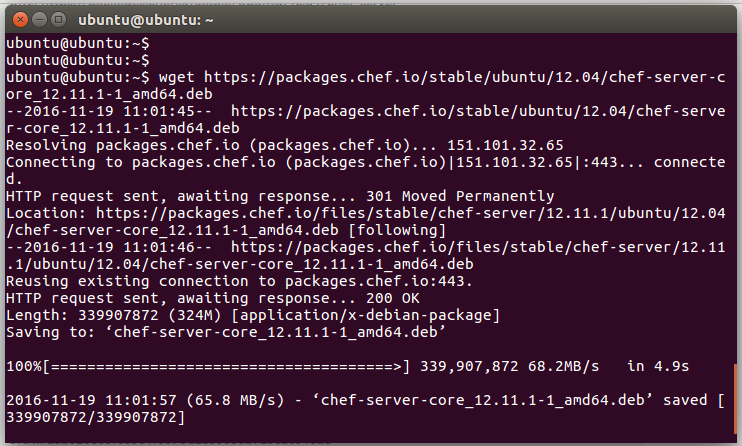 ubuntu@ubuntu: ~
ubuntu@ubuntu:~$
ubuntu@ubuntu:~$
ubuntu@ubuntu:~$ wget https://packages.chef.io/stable/ubuntu/12.04/chef-server-c
ore_12.11.1-1_amd64.deb
--2016-11-19 11:01:45--  https://packages.chef.io/stable/ubuntu/12.04/chef-serve
r-core_12.11.1-1_amd64.deb
Resolving packages.chef.io (packages.chef.io)... 151.101.32.65
Connecting to packages.chef.io (packages.chef.io)|151.101.32.65|:443... connecte
d.
HTTP request sent, awaiting response... 301 Moved Permanently
Location: https://packages.chef.io/files/stable/chef-server/12.11.1/ubuntu/12.04
/chef-server-core_12.11.1-1_amd64.deb [following]
--2016-11-19 11:01:46--  https://packages.chef.io/files/stable/chef-server/12.11
.1/ubuntu/12.04/chef-server-core_12.11.1-1_amd64.deb
Reusing existing connection to packages.chef.io:443.
HTTP request sent, awaiting response... 200 OK
Length: 339907872 (324M) [application/x-debian-package]
Saving to: ‘chef-server-core_12.11.1-1_amd64.deb’

100%[======================================>] 339,907,872 68.2MB/s   in 4.9s

2016-11-19 11:01:57 (65.8 MB/s) - ‘chef-server-core_12.11.1-1_amd64.deb’ saved [
339907872/339907872]